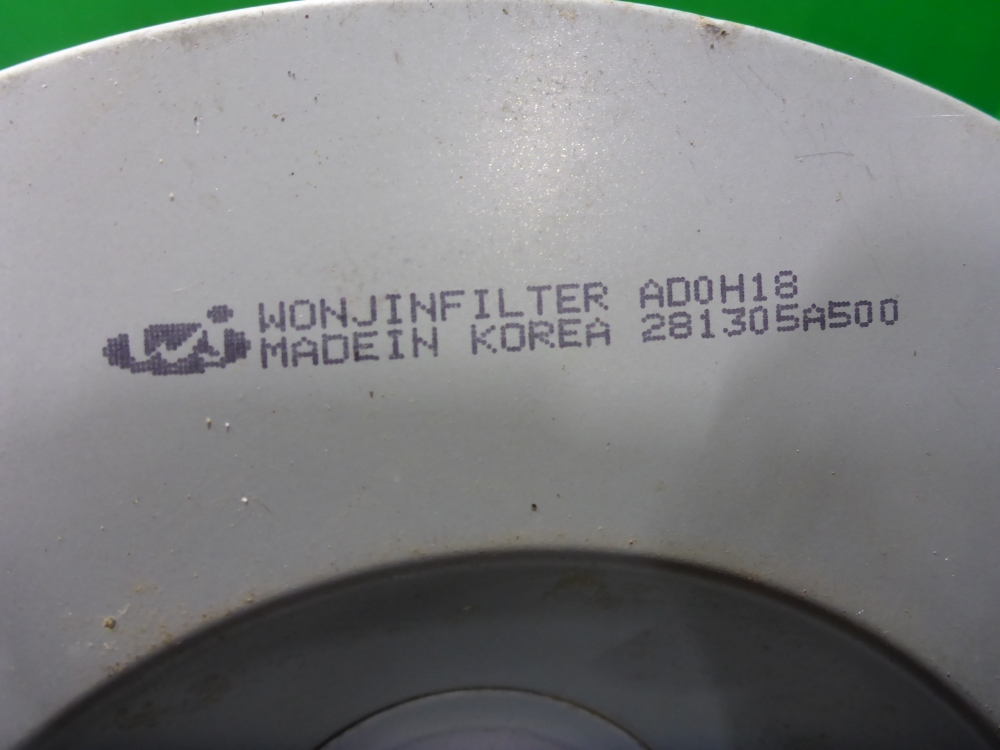 WONJINFILTER AD0H18
MADEIN KOREA 281305A500